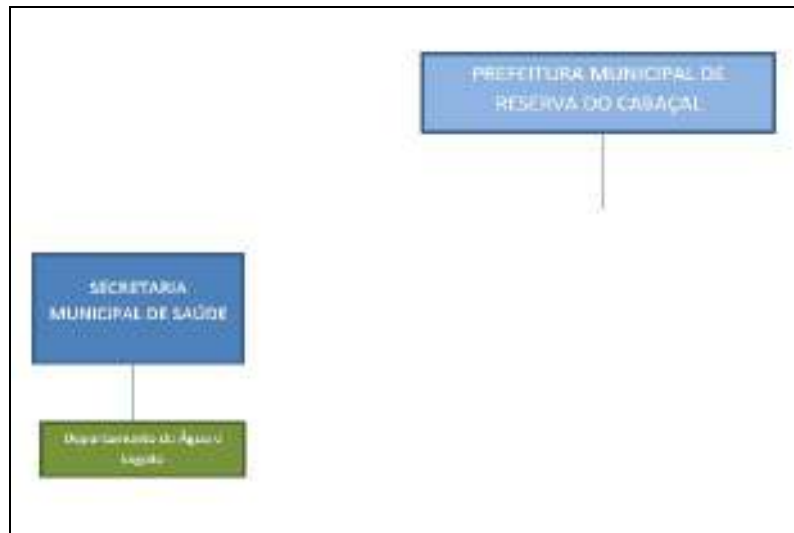 PREFEITURA MUNICIPAL DE
RESERVA DO CABAÇAL
SECRETARIA
MUNICIPAL DE SAÚDE
Departamento de Água e
Esgoto